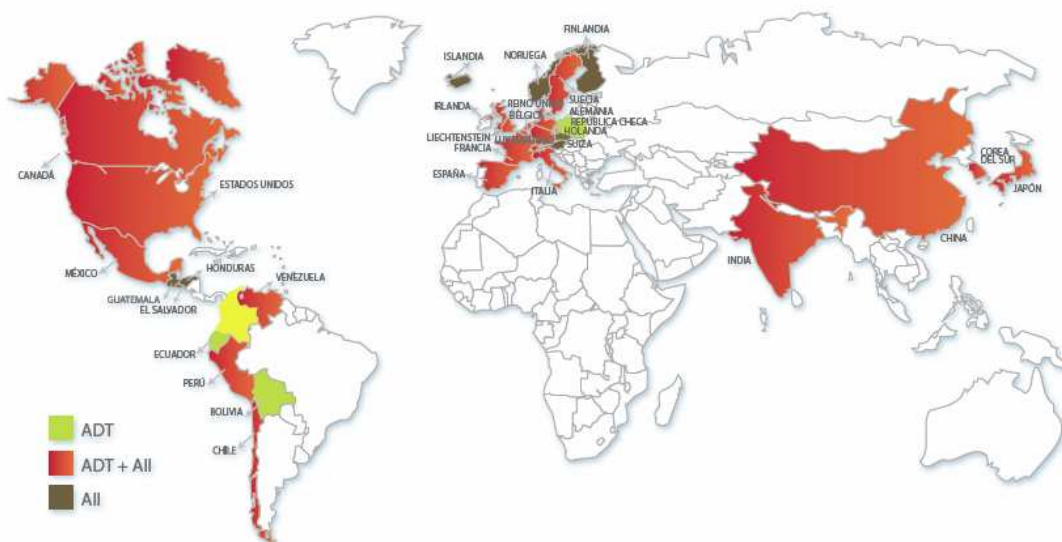 FINLANDIA
NORUEGA
ISLANDIA
IRLANDA
REINO UNIDO
SUECIA
BÉLGICA
ALEMANIA
REPÚBLICA CHECA
HOLANDA
LIECHTENSTEIN
FRANCIA
SUIZA
ESPAÑA
ITALIA
COREA
DEL SUR
JAPÓN
CHINA
INDIA
CANADÁ
ESTADOS UNIDOS
MÉXICO
HONDURAS
VENEZUELA
GUATEMALA
EL SALVADOR
ECUADOR
PERÚ
BOLIVIA
CHILE
ADT
ADT + AII
AII